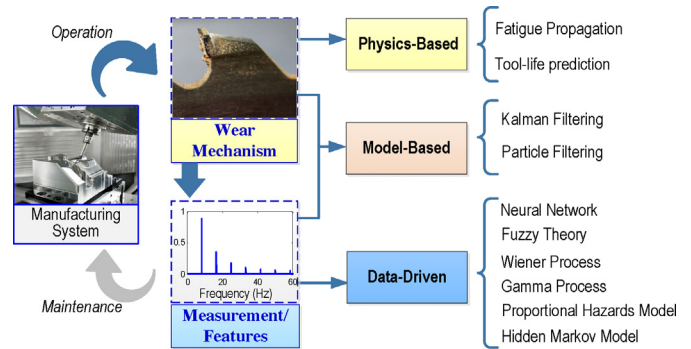 Operation
Physics-Based
Fatigue Propagation
Tool-life prediction
Wear
Mechanism
Model-Based
Kalman Filtering
Particle Filtering
Manufacturing
System
1
0.5
0
0
20
40
60
Frequency (Hz)
Maintenance
Measurement/
Features
Data-Driven
Neural Network
Fuzzy Theory
Wiener Process
Gamma Process
Proportional Hazards Model
Hidden Markov Model